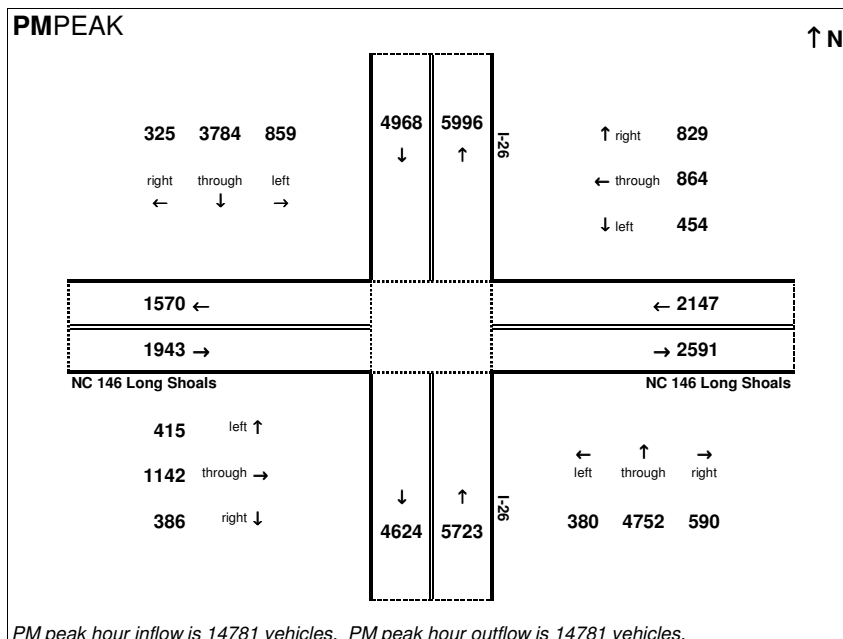 PMPEAK
↑ N
325 3784 859
right through left
← ↓ →
4968 5996
↓ ↑
I-26
↑ right 829
← through 864
↓ left 454
1570 ←
← 2147
1943 →
→ 2591
NC 146 Long Shoals
NC 146 Long Shoals
415 left ↑
1142 through →
386 right ↓
↓ ↑
4624 5723
I-26
← ↑ →
left through right
380 4752 590
PM peak hour inflow is 14781 vehicles. PM peak hour outflow is 14781 vehicles.